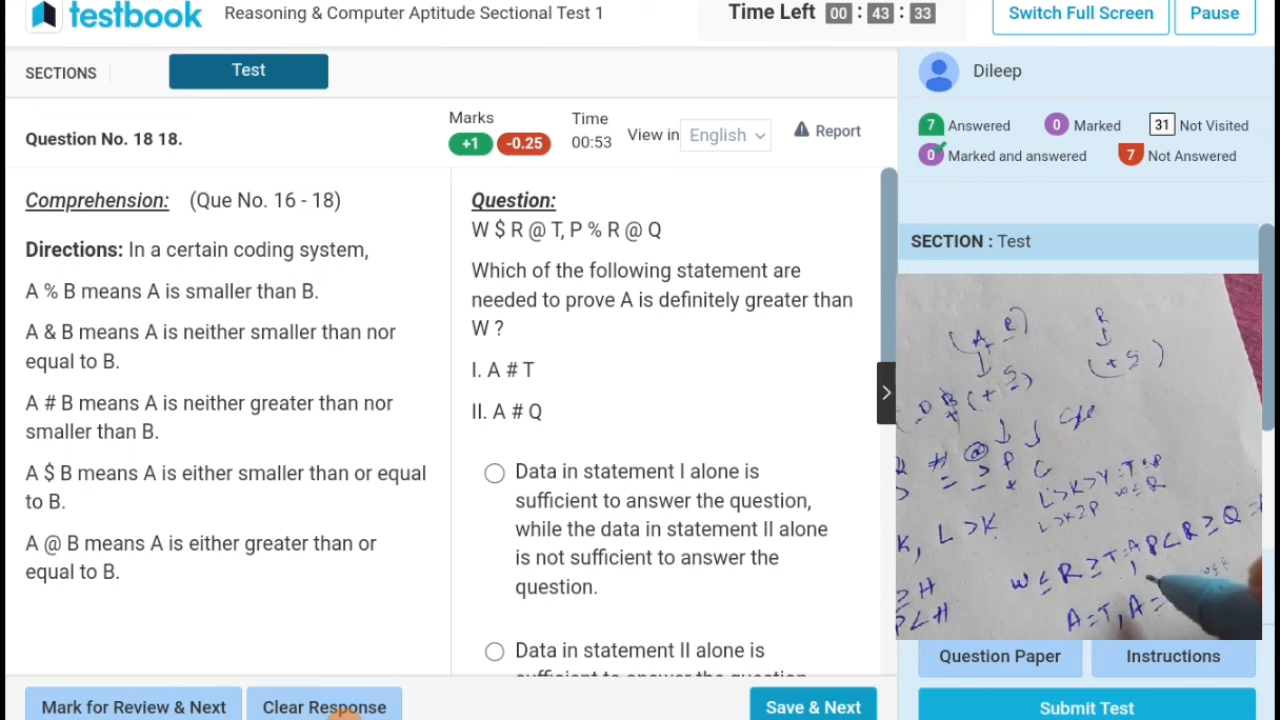 testbook
Reasoning & Computer Aptitude Sectional Test 1
Time Left 00 : 43 : 33
Switch Full Screen
Pause
SECTIONS
Test
Dileep
Question No. 18 18.
Marks
+1 -0.25
Time
00:53
View in English
Report
7 Answered
0 Marked
31 Not Visited
0 Marked and answered
7 Not Answered
SECTION : Test
Comprehension: (Que No. 16 - 18)
Directions: In a certain coding system,
A % B means A is smaller than B.
A & B means A is neither smaller than nor
equal to B.
A # B means A is neither greater than nor
smaller than B.
A $ B means A is either smaller than or equal
to B.
A @ B means A is either greater than or
equal to B.
Question:
W $ R @ T, P % R @ Q
Which of the following statement are
needed to prove A is definitely greater than
W ?
I. A # T
II. A # Q
Data in statement I alone is
sufficient to answer the question,
while the data in statement II alone
is not sufficient to answer the
question.
Data in statement II alone is
K, L > K
W ≤ R ≥ T = A P < R ≥ Q =
≥ H
P < H
A = T, A =
Question Paper
Instructions
Mark for Review & Next
Clear Response
Save & Next
Submit Test